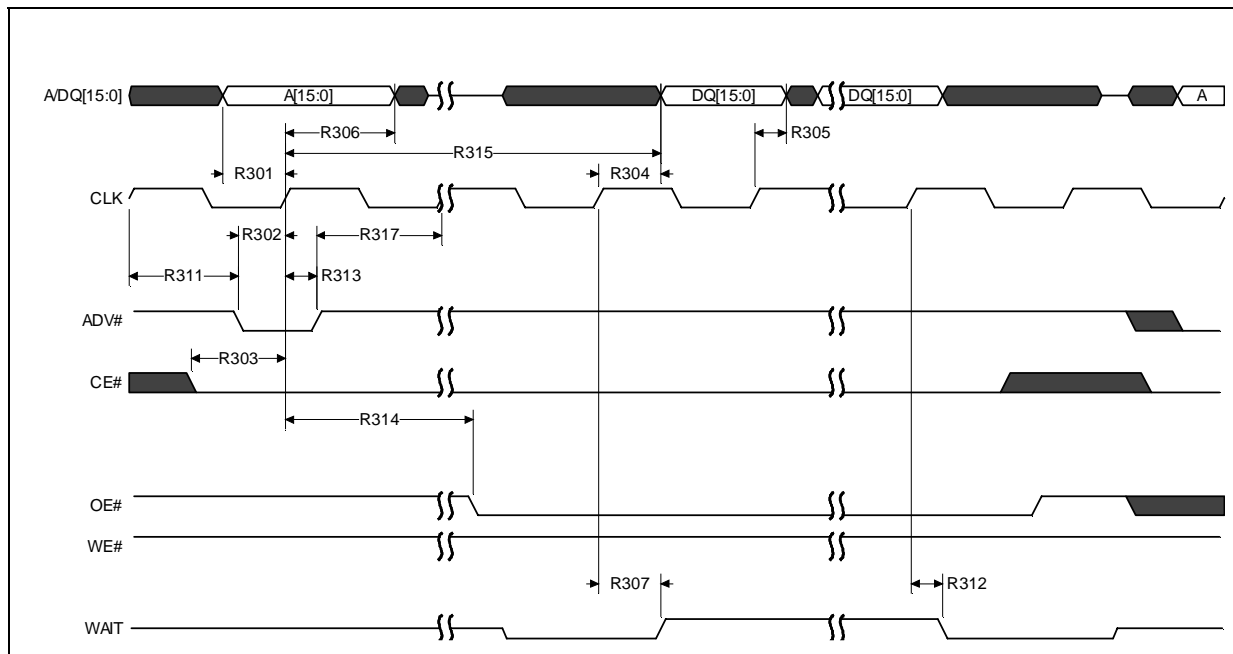 A/DQ[15:0]
A[15:0]
DQ[15:0]
DQ[15:0]
A
R306
R305
R315
R301
R304
CLK
R302
R317
R311
R313
ADV#
R303
CE#
R314
OE#
WE#
R307
R312
WAIT